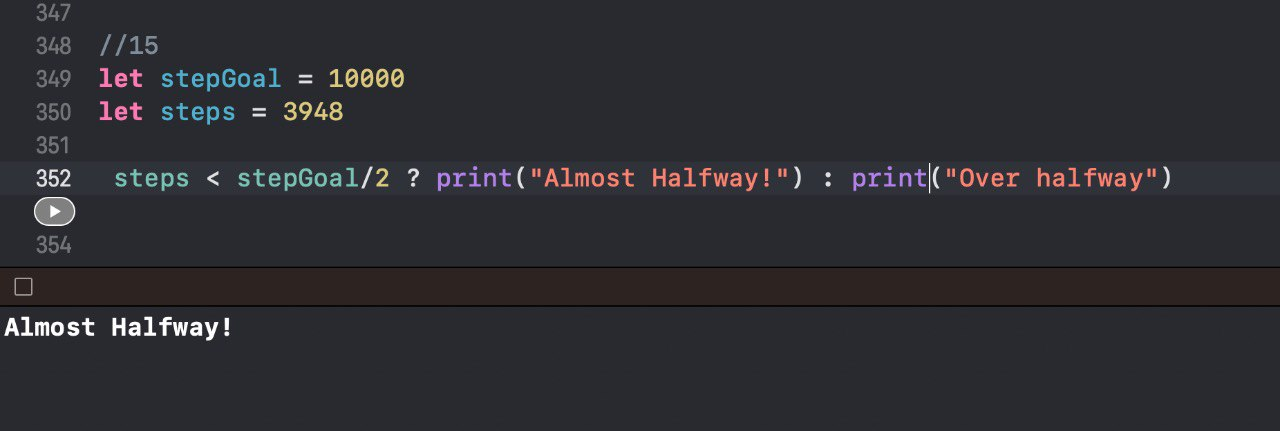 347
348 //15
349 let stepGoal = 10000
350 let steps = 3948
351
352 steps < stepGoal/2 ? print("Almost Halfway!") : print("Over halfway")
354
Almost Halfway!